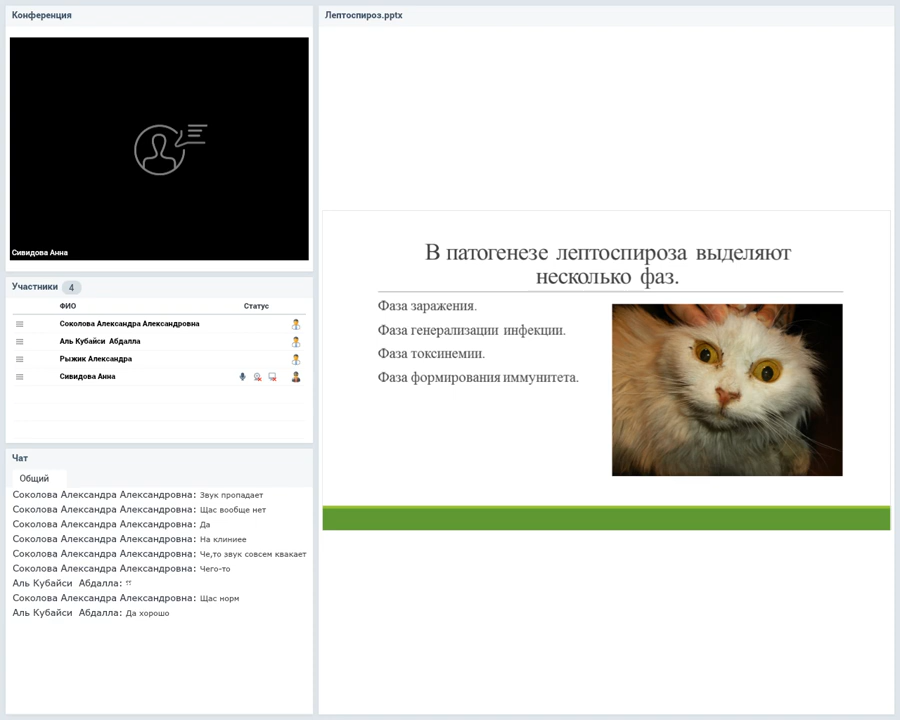 Конференция
Сивидова Анна
Участники 4
ФИО Статус
Соколова Александра Александровна
Аль Кубайси Абдалла
Рыжик Александра
Сивидова Анна
Чат
Общий
Соколова Александра Александровна: Звук пропадает
Соколова Александра Александровна: Щас вообще нет
Соколова Александра Александровна: Да
Соколова Александра Александровна: На клиниее
Соколова Александра Александровна: Че,то звук совсем квакает
Соколова Александра Александровна: Чего-то
Аль Кубайси Абдалла:
Соколова Александра Александровна: Щас норм
Аль Кубайси Абдалла: Да хорошо
Лептоспироз.pptx
В патогенезе лептоспироза выделяют
несколько фаз.
Фаза заражения.
Фаза генерализации инфекции.
Фаза токсинемии.
Фаза формирования иммунитета.